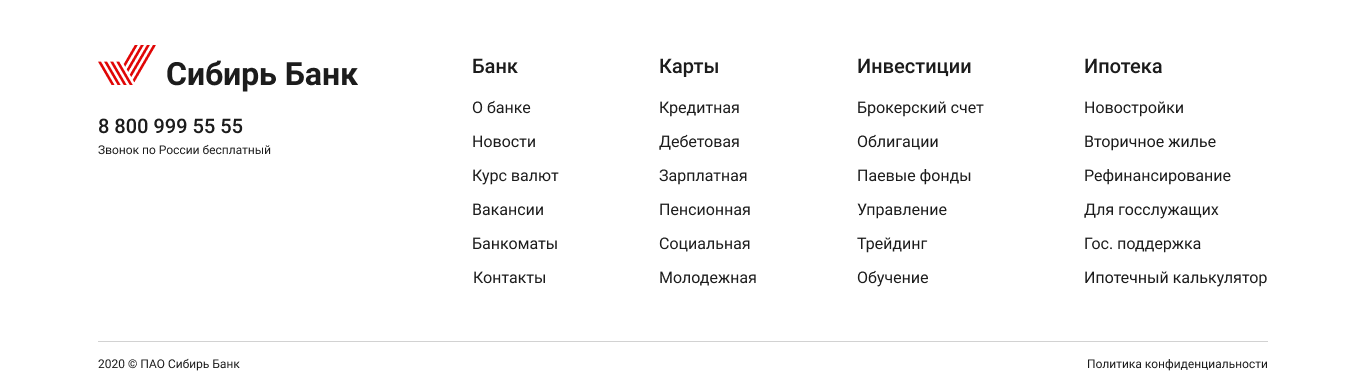 Сибирь Банк
8 800 999 55 55
Звонок по России бесплатный
Банк
О банке
Новости
Курс валют
Вакансии
Банкоматы
Контакты
Карты
Кредитная
Дебетовая
Зарплатная
Пенсионная
Социальная
Молодежная
Инвестиции
Брокерский счет
Облигации
Паевые фонды
Управление
Трейдинг
Обучение
Ипотека
Новостройки
Вторичное жилье
Рефинансирование
Для госслужащих
Гос. поддержка
Ипотечный калькулятор
2020 © ПАО Сибирь Банк
Политика конфиденциальности